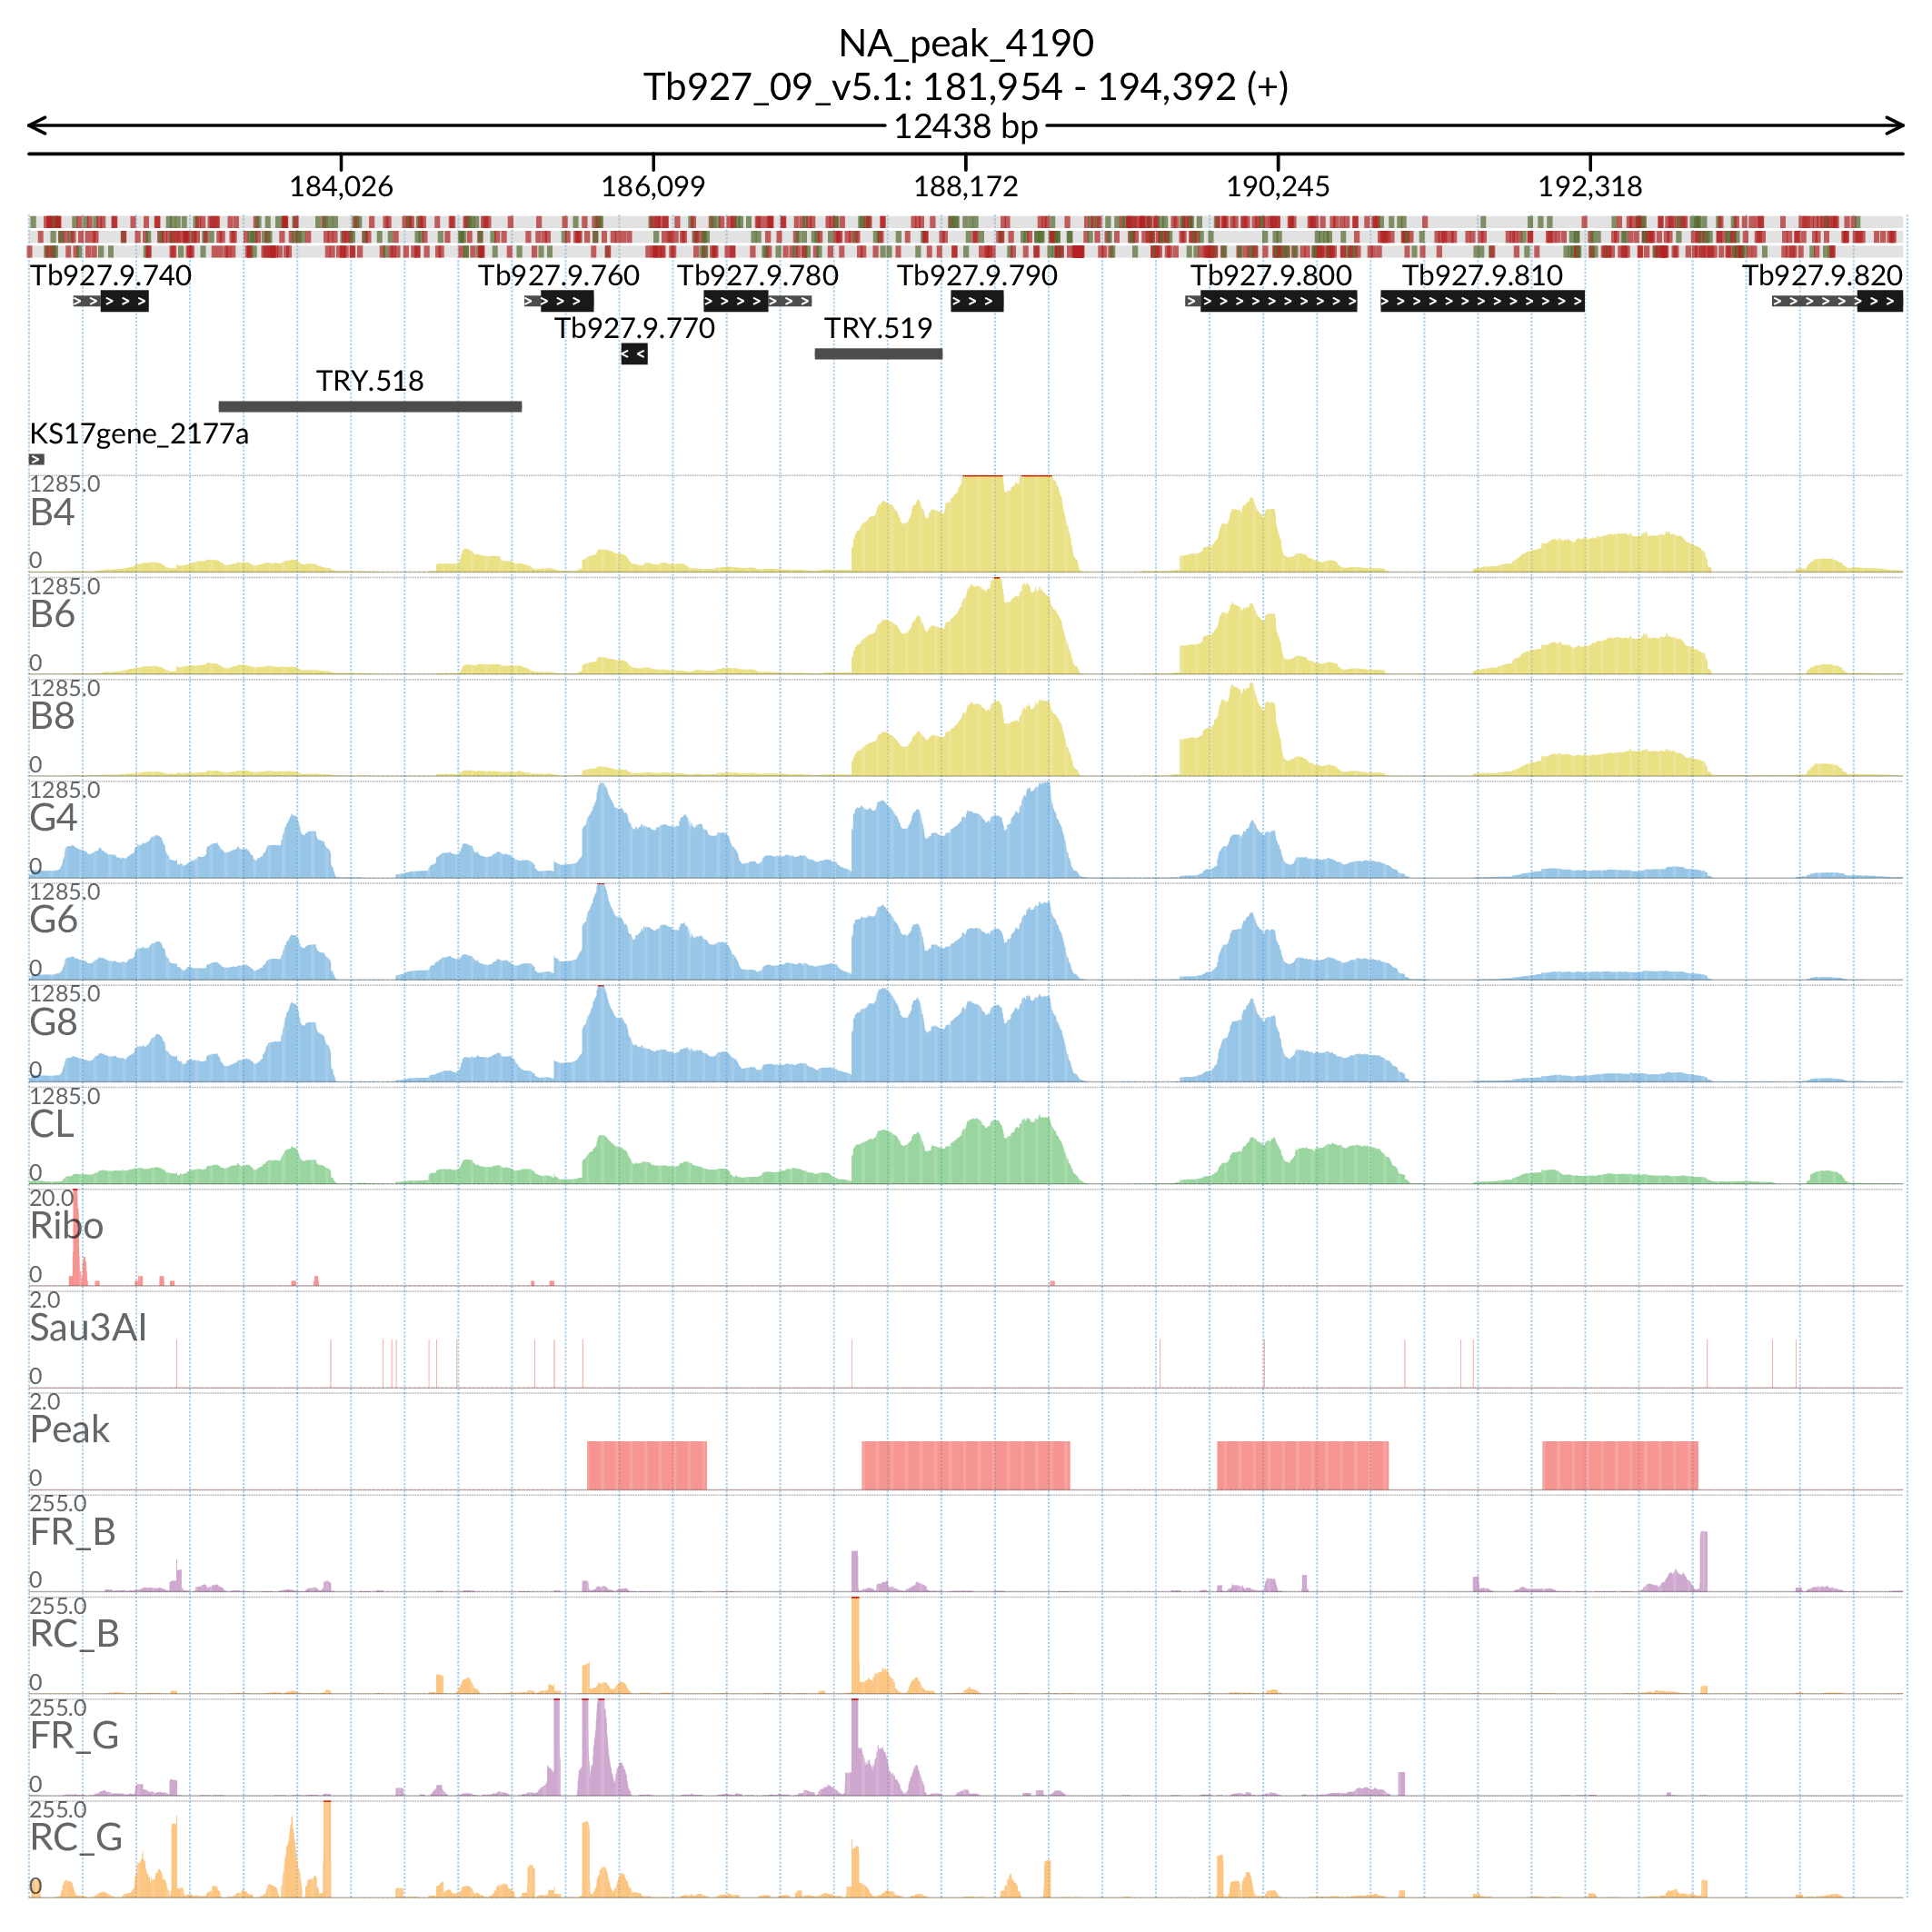 NA_peak_4190
Tb927_09_v5.1: 181,954 - 194,392 (+)
12438 bp
184,026 186,099 188,172 190,245 192,318
Tb927.9.740 Tb927.9.760 Tb927.9.780 Tb927.9.790 Tb927.9.800 Tb927.9.810 Tb927.9.820
Tb927.9.770 TRY.519
TRY.518
KS17gene_2177a
1285.0
B4
0
1285.0
B6
0
1285.0
B8
0
1285.0
G4
0
1285.0
G6
0
1285.0
G8
0
1285.0
CL
0
20.0
Ribo
0
2.0
Sau3AI
0
2.0
Peak
0
255.0
FR_B
0
255.0
RC_B
0
255.0
FR_G
0
255.0
RC_G
0